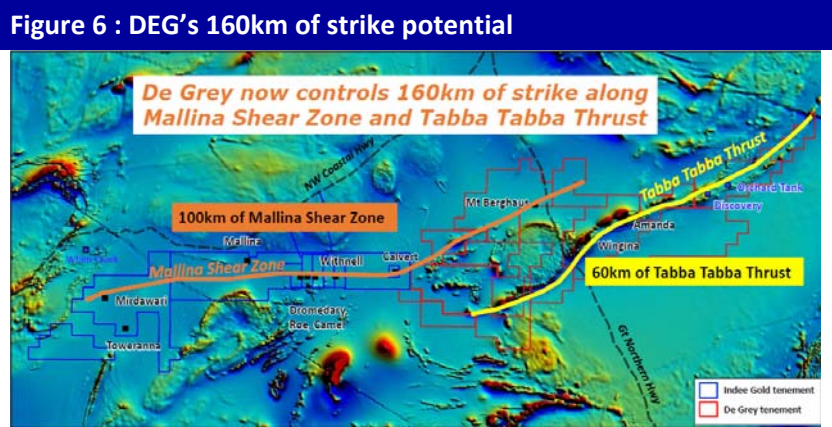 Figure 6 : DEG's 160km of strike potential
De Grey now controls 160km of strike along
Mallina Shear Zone and Tabba Tabba Thrust
NW Coastal Hwy
Tabba Tabba Thrust
Orchard Tank
Discovery
Mt Berghaus
100km of Mallina Shear Zone
Amanda
Mallina
Wingina
Withnell
Calvert
Mallina Shear Zone
60km of Tabba Tabba Thrust
Mirdawari
Dromedary,
Roe, Camel
Toweranna
Gt Northern Hwy
Indee Gold tenement
De Grey tenement